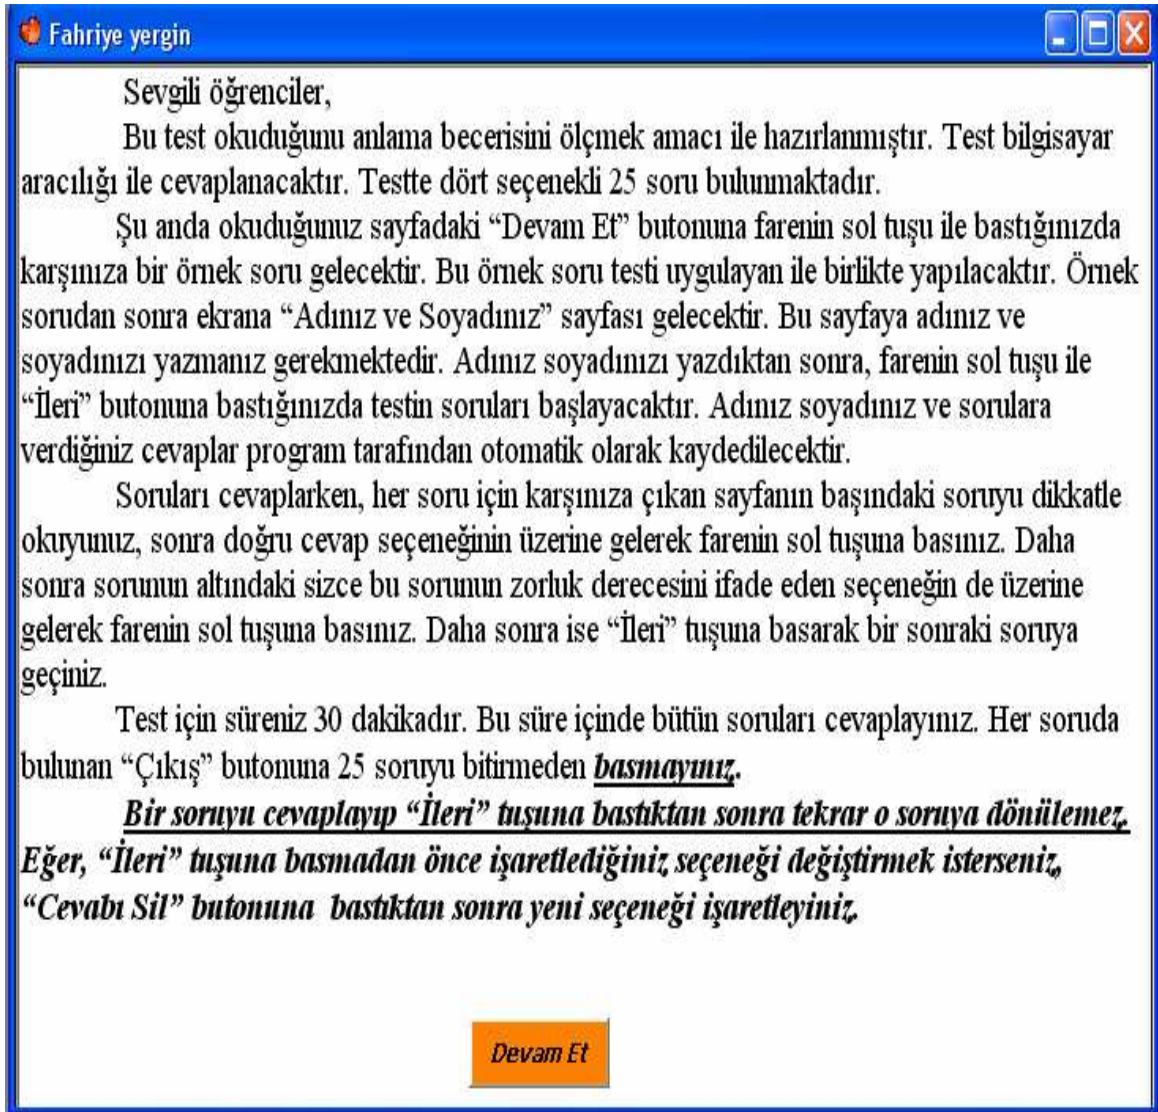 Fahriye yergin
Sevgili öğrenciler,
Bu test okuduğunu anlama becerisini ölçmek amacı ile hazırlanmıştır. Test bilgisayar
aracılığı ile cevaplanacaktır. Testte dört seçenekli 25 soru bulunmaktadır.
Şu anda okuduğunuz sayfadaki “Devam Et” butonuna farenin sol tuşu ile bastığınızda
karşınıza bir örnek soru gelecektir. Bu örnek soru testi uygulayan ile birlikte yapılacaktır. Örnek
sorudan sonra ekrana “Adınız ve Soyadınız” sayfası gelecektir. Bu sayfaya adınız ve
soyadınızı yazmanız gerekmektedir. Adınız soyadınızı yazdıktan sonra, farenin sol tuşu ile
“İleri” butonuna bastığınızda testin soruları başlayacaktır. Adınız soyadınız ve sorulara
verdiğiniz cevaplar program tarafından otomatik olarak kaydedilecektir.
Soruları cevaplarken, her soru için karşınıza çıkan sayfanın başındaki soruyu dikkatle
okuyunuz, sonra doğru cevap seçeneğinin üzerine gelerek farenin sol tuşuna basınız. Daha
sonra sorunun altındaki sizce bu sorunun zorluk derecesini ifade eden seçeneğin de üzerine
gelerek farenin sol tuşuna basınız. Daha sonra ise “İleri” tuşuna basarak bir sonraki soruya
geçiniz.
Test için süreniz 30 dakikadır. Bu süre içinde bütün soruları cevaplayınız. Her soruda
bulunan “Çıkış” butonuna 25 soruyu bitirmeden basmayınız.
Bir soruyu cevaplayıp “İleri” tuşuna bastıktan sonra tekrar o soruya dönülemez.
Eğer, “İleri” tuşuna basmadan önce işaretlediğiniz seçeneği değiştirmek isterseniz,
“Cevabı Sil” butonuna bastıktan sonra yeni seçeneği işaretleyiniz.
Devam Et